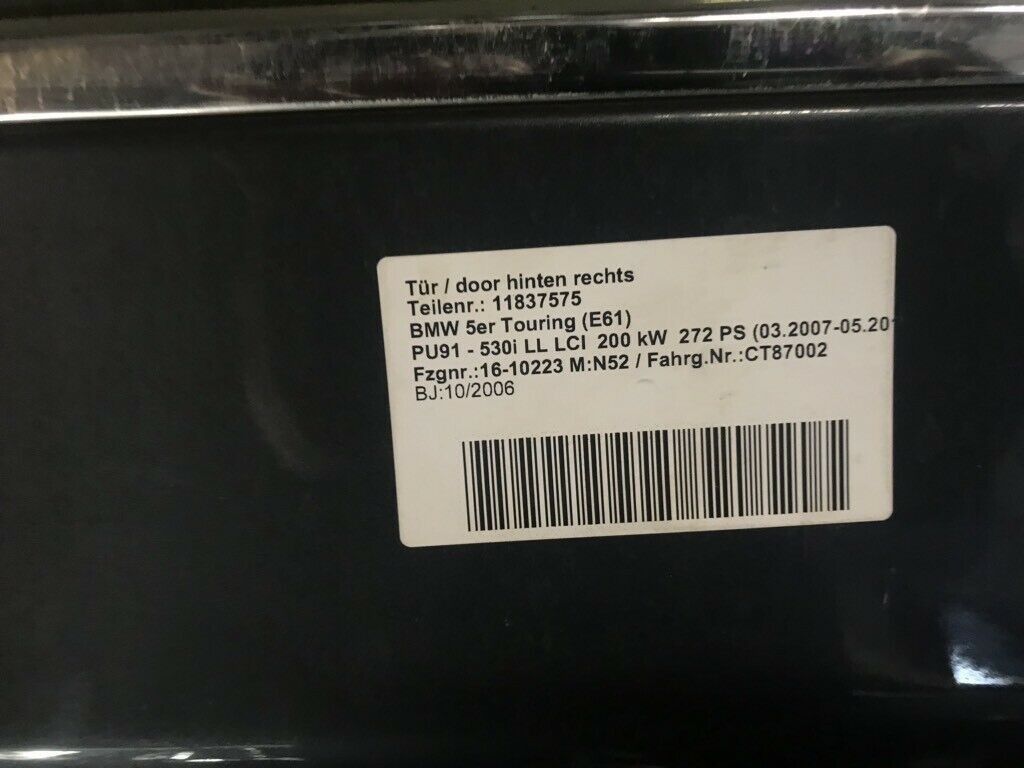 Tür / door hinten rechts
Teilenr.: 11837575
BMW 5er Touring (E61)
PU91 - 530i LL LCI 200 kW 272 PS (03.2007-05.201
Fzgnr.:16-10223 M:N52 / Fahrg.Nr.:CT87002
BJ:10/2006